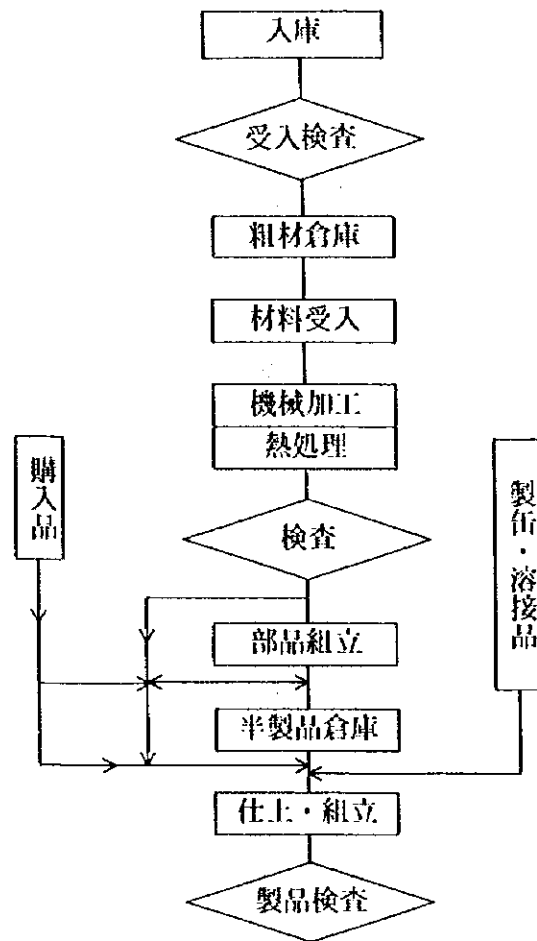 入庫
受入検査
粗材倉庫
材料受入
機械加工
熱処理
購入品
製缶・溶接品
検査
部品組立
半製品倉庫
仕上・組立
製品検査